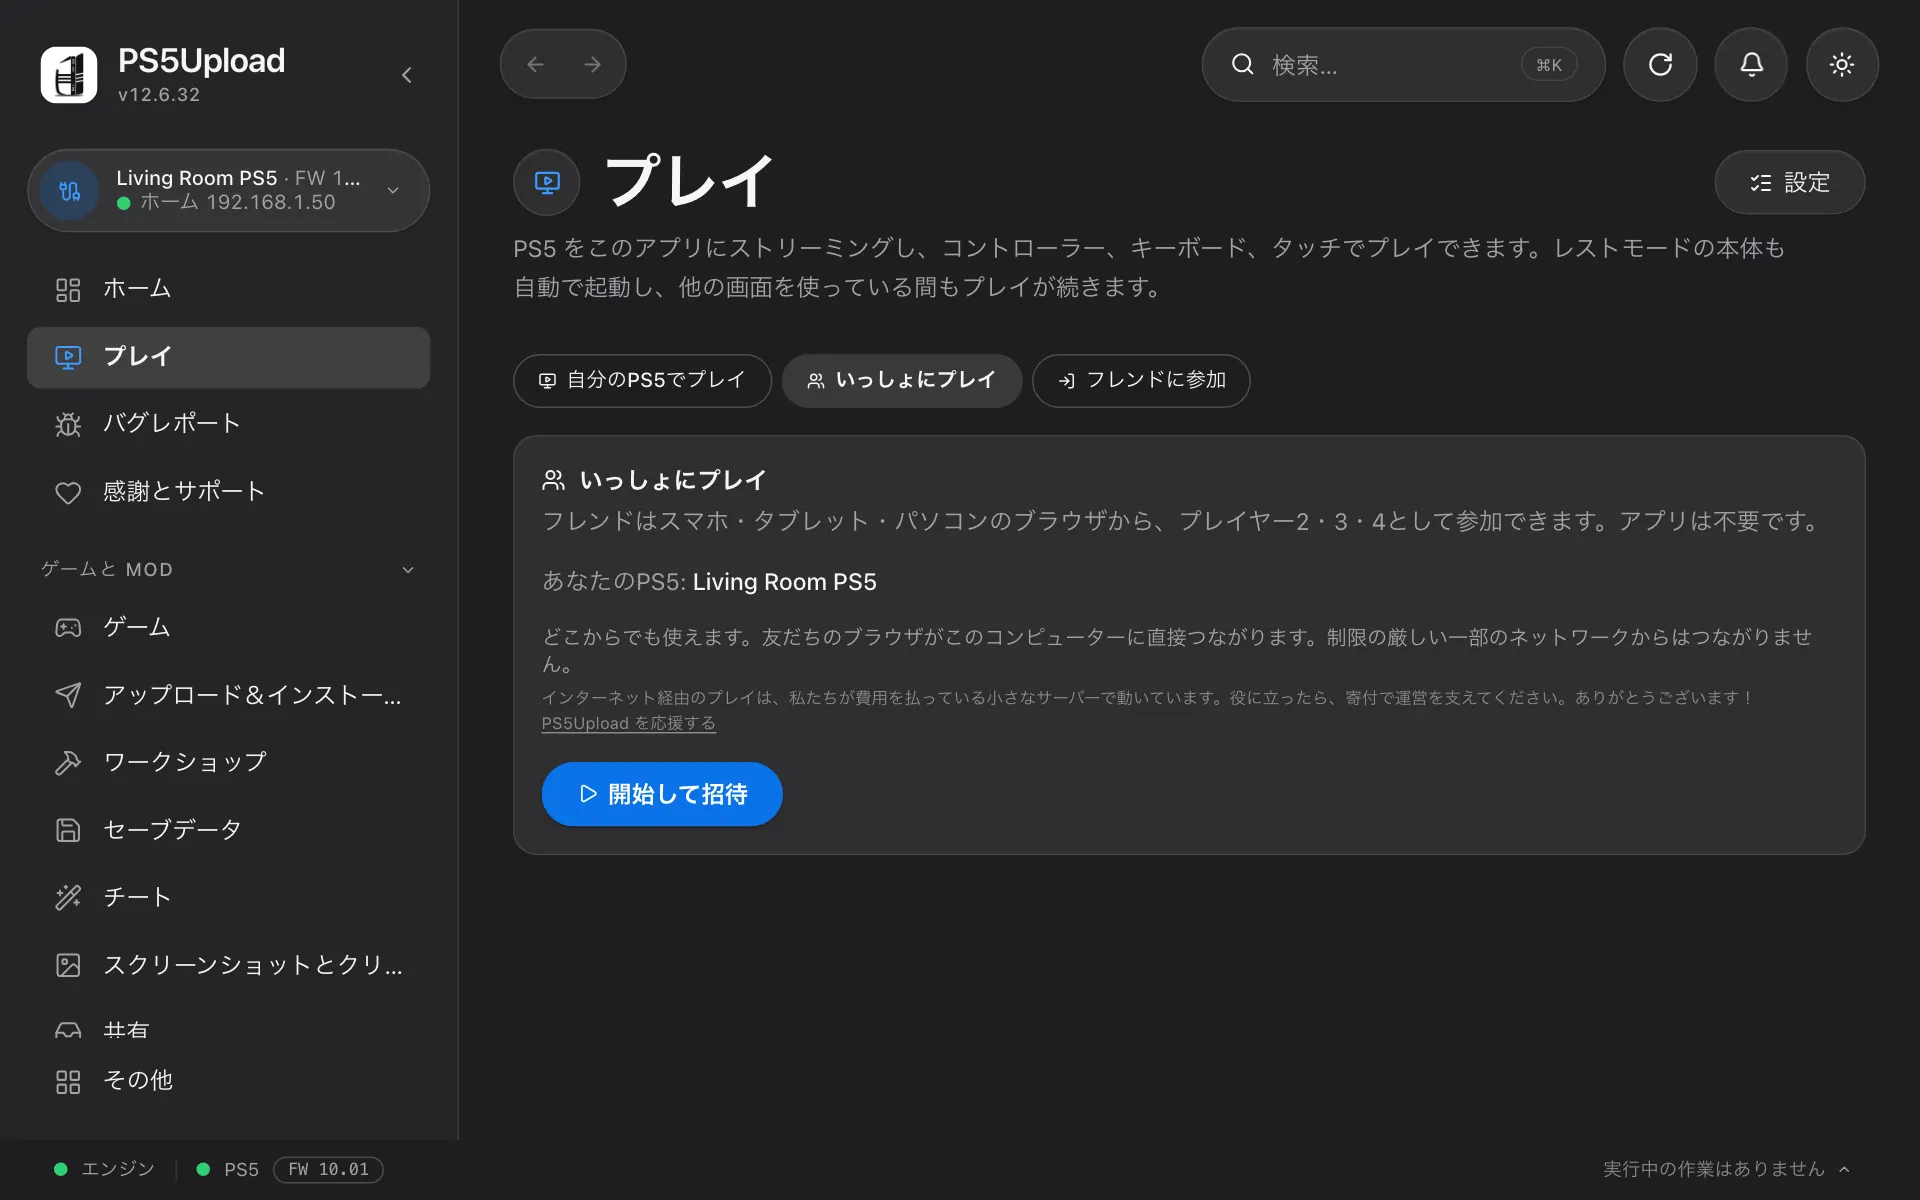 PS5Upload
v12.6.32
Living Room PS5 · FW 1...
ホーム 192.168.1.50
ホーム
プレイ
バグレポート
感謝とサポート
ゲームと MOD
ゲーム
アップロード＆インストー...
ワークショップ
セーブデータ
チート
スクリーンショットとクリ...
共有
その他
検索...
⌘K
プレイ
設定
PS5 をこのアプリにストリーミングし、コントローラー、キーボード、タッチでプレイできます。レストモードの本体も
自動で起動し、他の画面を使っている間もプレイが続きます。
自分のPS5でプレイ
いっしょにプレイ
フレンドに参加
いっしょにプレイ
フレンドはスマホ・タブレット・パソコンのブラウザから、プレイヤー2・3・4として参加できます。アプリは不要です。
あなたのPS5: Living Room PS5
どこからでも使えます。友だちのブラウザがこのコンピューターに直接つながります。制限の厳しい一部のネットワークからはつながりませ
ん。
インターネット経由のプレイは、私たちが費用を払っている小さなサーバーで動いています。役に立ったら、寄付で運営を支えてください。ありがとうございます！
PS5Upload を応援する
開始して招待
エンジン
PS5
FW 10.01
実行中の作業はありません